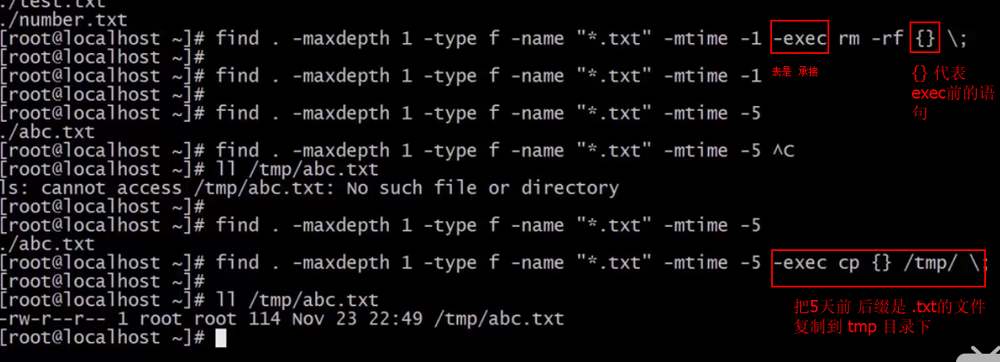 ./test.txt
./number.txt
[root@localhost ~]# find . -maxdepth 1 -type f -name "*.txt" -mtime -1 -exec rm -rf {} \;
[root@localhost ~]#
[root@localhost ~]# find . -maxdepth 1 -type f -name "*.txt" -mtime -1
表是 承接
{} 代表
exec前的语
句
[root@localhost ~]#
[root@localhost ~]# find . -maxdepth 1 -type f -name "*.txt" -mtime -5
./abc.txt
[root@localhost ~]# find . -maxdepth 1 -type f -name "*.txt" -mtime -5 ^C
[root@localhost ~]# ll /tmp/abc.txt
ls: cannot access /tmp/abc.txt: No such file or directory
[root@localhost ~]#
[root@localhost ~]# find . -maxdepth 1 -type f -name "*.txt" -mtime -5
./abc.txt
[root@localhost ~]# find . -maxdepth 1 -type f -name "*.txt" -mtime -5 -exec cp {} /tmp/ \;
[root@localhost ~]#
[root@localhost ~]# ll /tmp/abc.txt
-rw-r--r-- 1 root root 114 Nov 23 22:49 /tmp/abc.txt
[root@localhost ~]#
把5天前 后缀是 .txt的文件
复制到 tmp 目录下